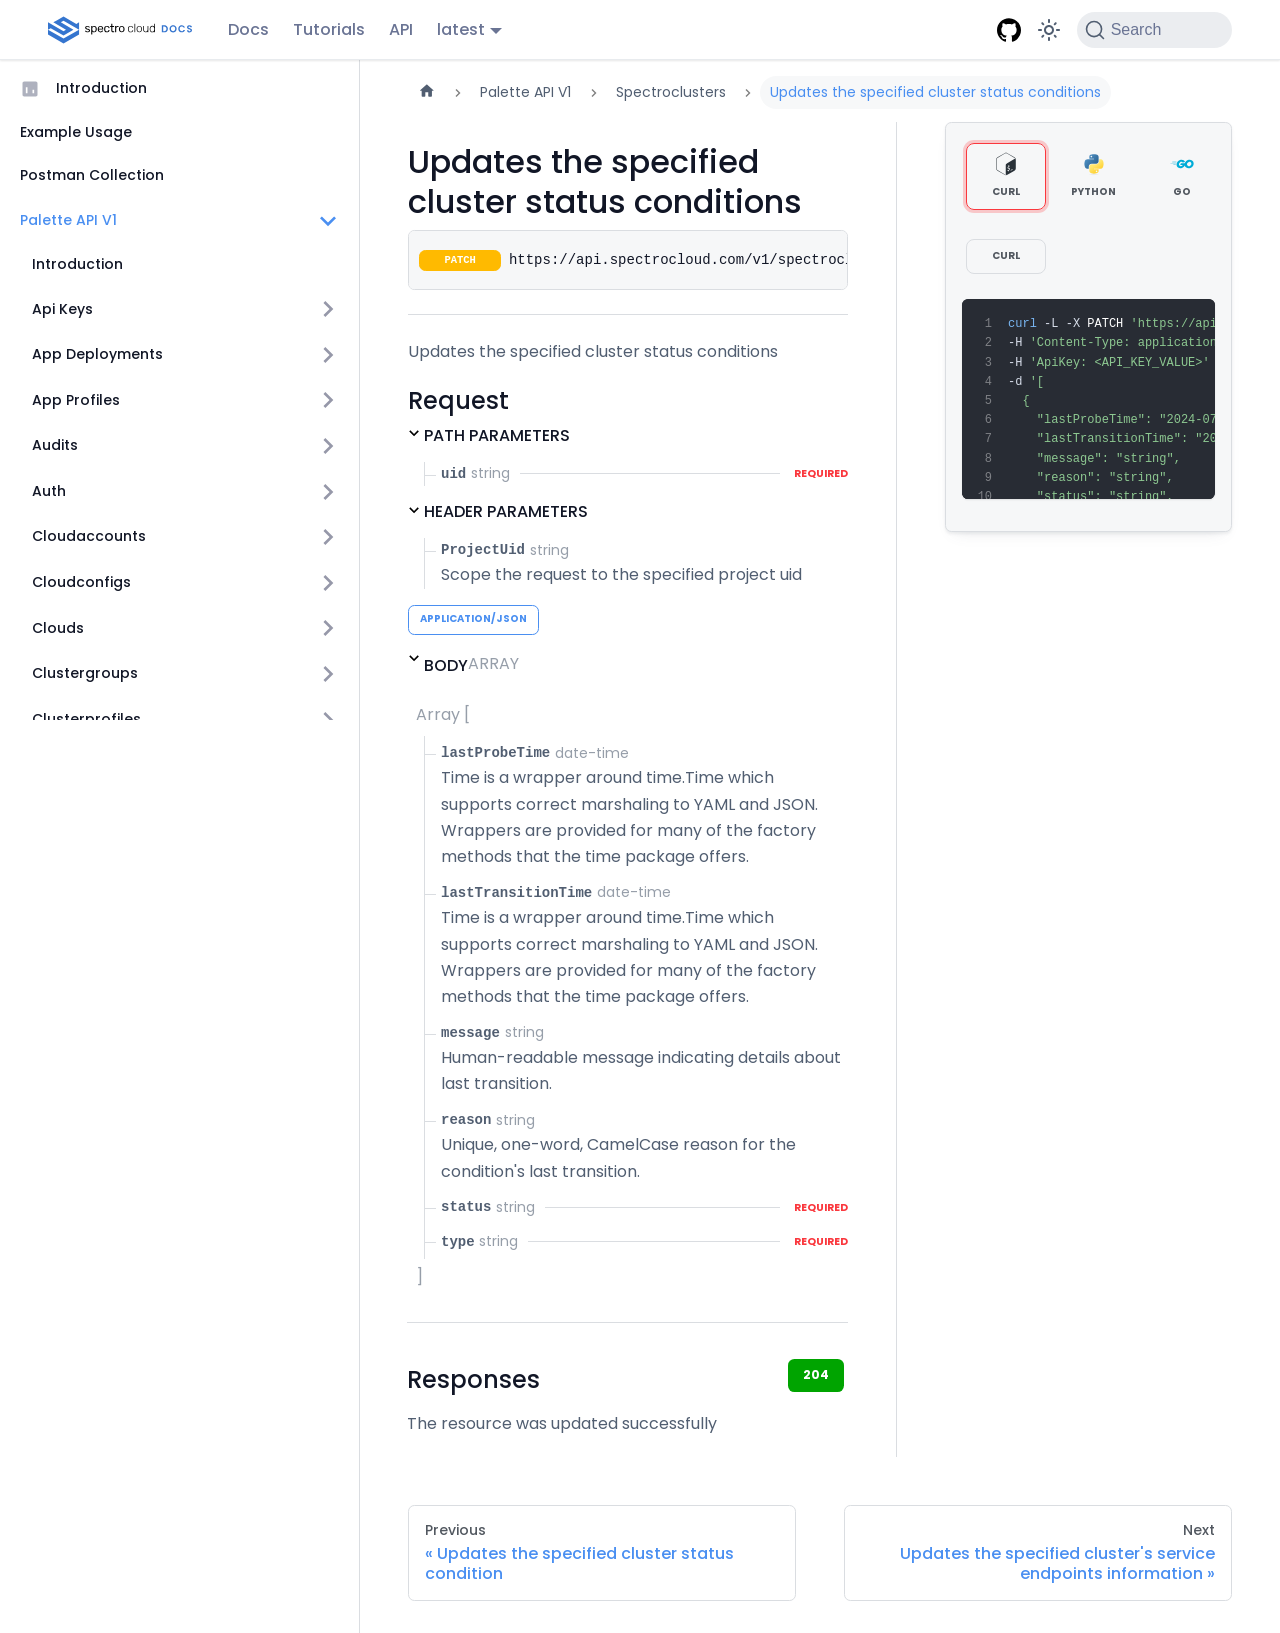 spectro cloud DOCS
Docs
Tutorials
API
latest
Search
Introduction
Example Usage
Postman Collection
Palette API V1
Introduction
Api Keys
App Deployments
App Profiles
Audits
Auth
Cloudaccounts
Cloudconfigs
Clouds
Clustergroups
Clusterprofiles
Palette API V1
Spectroclusters
Updates the specified cluster status conditions
Updates the specified
cluster status conditions
PATCH https://api.spectrocloud.com/v1/spectrocl
Updates the specified cluster status conditions
Request
PATH PARAMETERS
uid string REQUIRED
HEADER PARAMETERS
ProjectUid string
Scope the request to the specified project uid
APPLICATION/JSON
BODY ARRAY
Array [
lastProbeTime date-time
Time is a wrapper around time.Time which
supports correct marshaling to YAML and JSON.
Wrappers are provided for many of the factory
methods that the time package offers.
lastTransitionTime date-time
Time is a wrapper around time.Time which
supports correct marshaling to YAML and JSON.
Wrappers are provided for many of the factory
methods that the time package offers.
message string
Human-readable message indicating details about
last transition.
reason string
Unique, one-word, CamelCase reason for the
condition's last transition.
status string REQUIRED
type string REQUIRED
]
Responses
204
The resource was updated successfully
CURL
PYTHON
GO
CURL
1 curl -L -X PATCH 'https://api
2 -H 'Content-Type: application
3 -H 'ApiKey: <API_KEY_VALUE>'
4 -d '[
5 {
6 "lastProbeTime": "2024-07
7 "lastTransitionTime": "20
8 "message": "string",
9 "reason": "string",
10 "status": "string",
Previous
« Updates the specified cluster status
condition
Next
Updates the specified cluster's service
endpoints information »